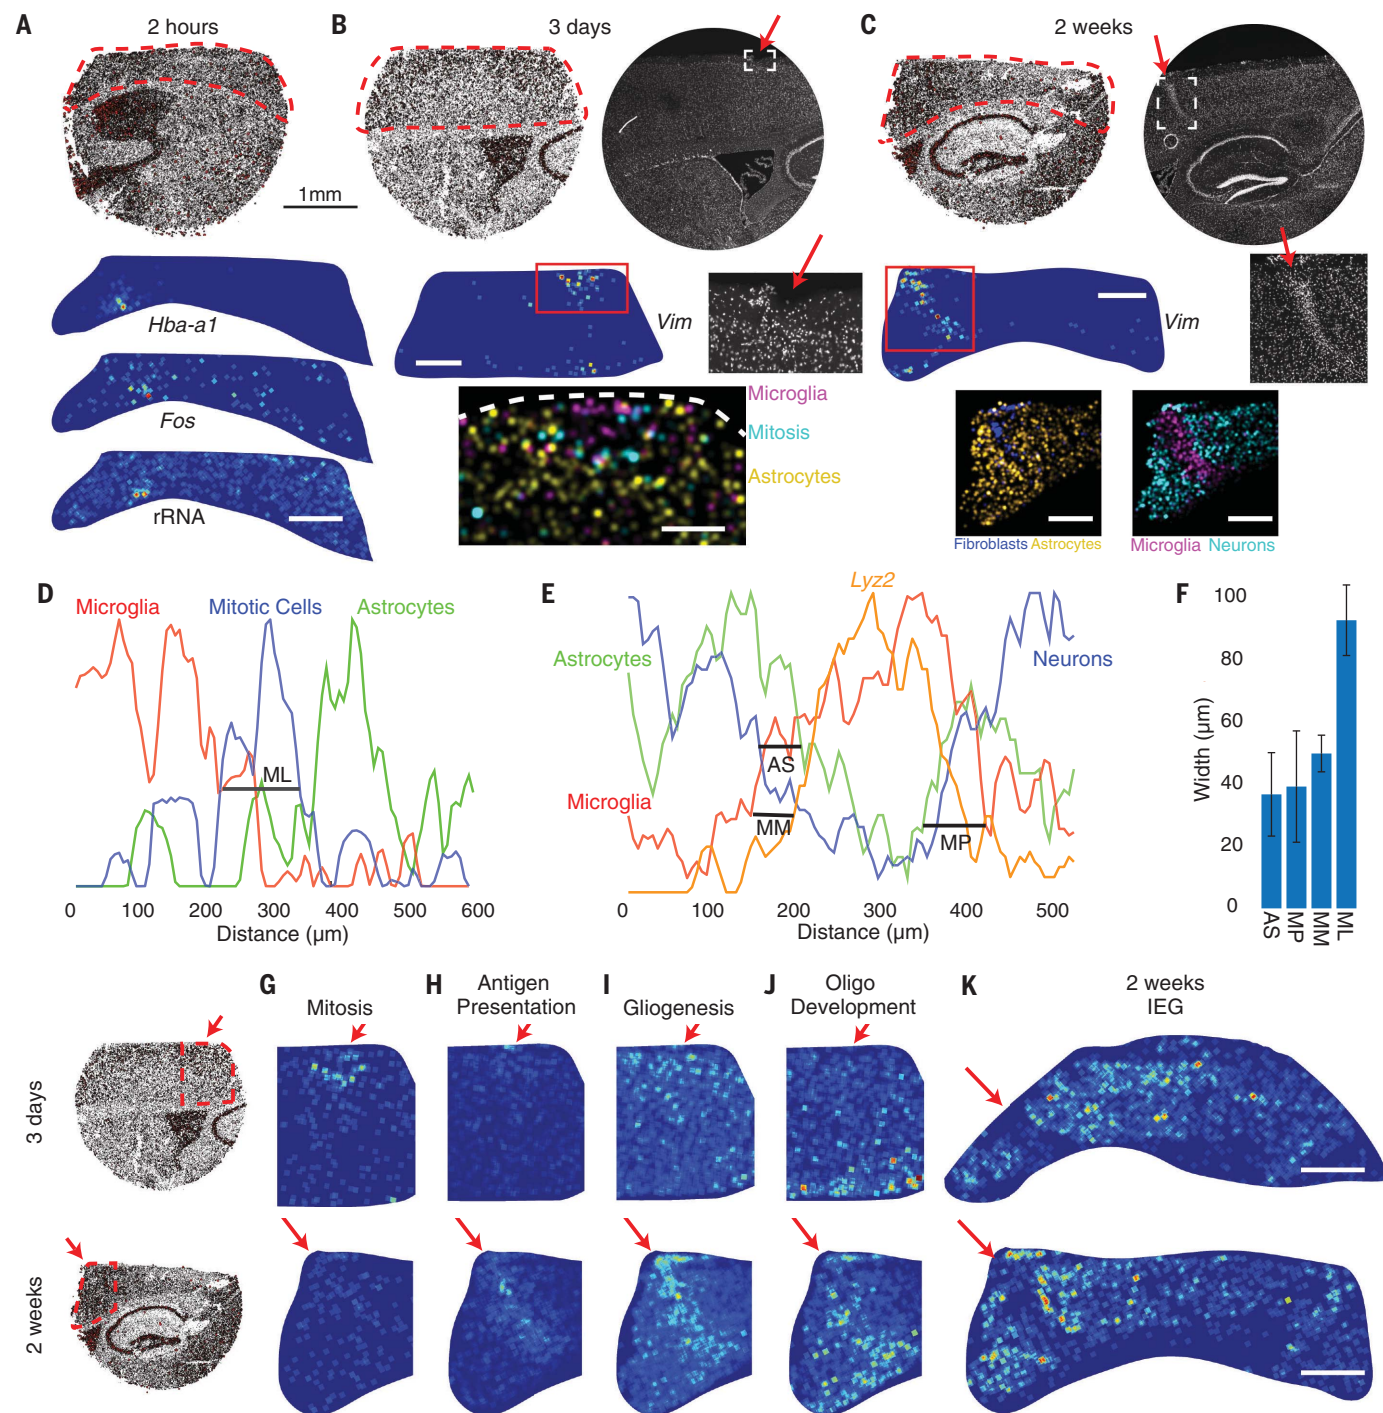 A
2 hours
B
3 days
C
2 weeks
1mm
Hba-a1
Fos
rRNA
Vim
Microglia
Mitosis
Astrocytes
Vim
Fibroblasts Astrocytes
Microglia Neurons
D
Microglia
Mitotic Cells
Astrocytes
ML
0 100 200 300 400 500 600
Distance (µm)
E
Lyz2
Astrocytes
Neurons
Microglia
AS
MM
MP
0 100 200 300 400 500
Distance (µm)
F
100
80
60
40
20
0
Width (µm)
AS
MP
MM
ML
G
Mitosis
H
Antigen
Presentation
I
Gliogenesis
J
Oligo
Development
K
2 weeks
IEG
3 days
2 weeks